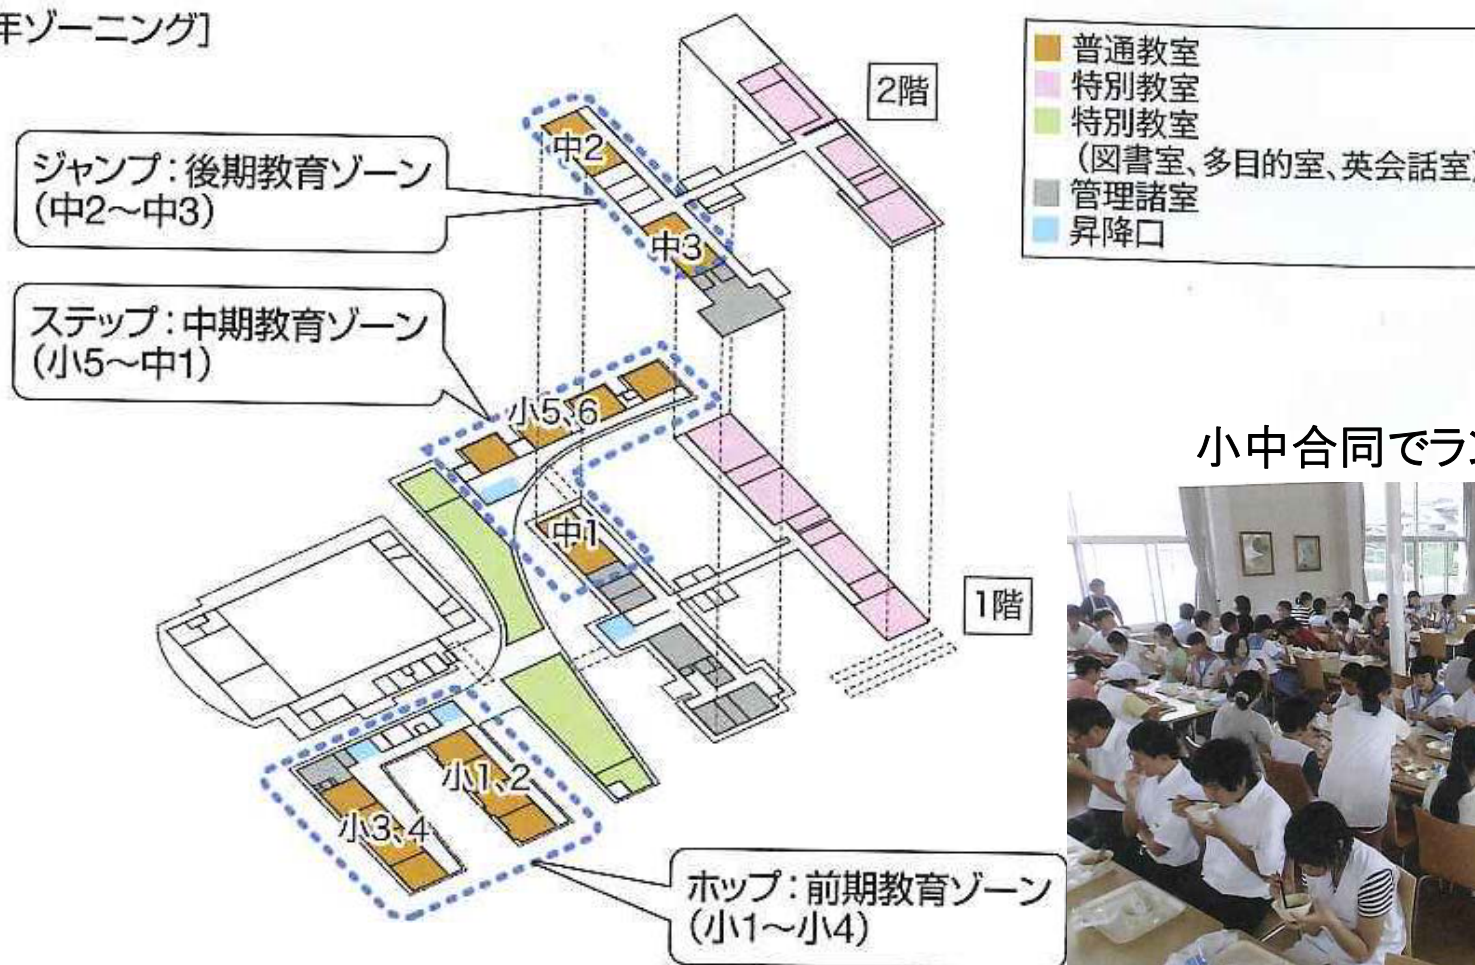 年ゾーニング]
2階
普通教室
特別教室
特別教室
(図書室、多目的室、英会話室)
管理諸室
昇降口
ジャンプ：後期教育ゾーン
(中2～中3)
中2
中3
ステップ：中期教育ゾーン
(小5～中1)
小5、6
中1
1階
小中合同でラン
小1、2
小3、4
ホップ：前期教育ゾーン
(小1～小4)